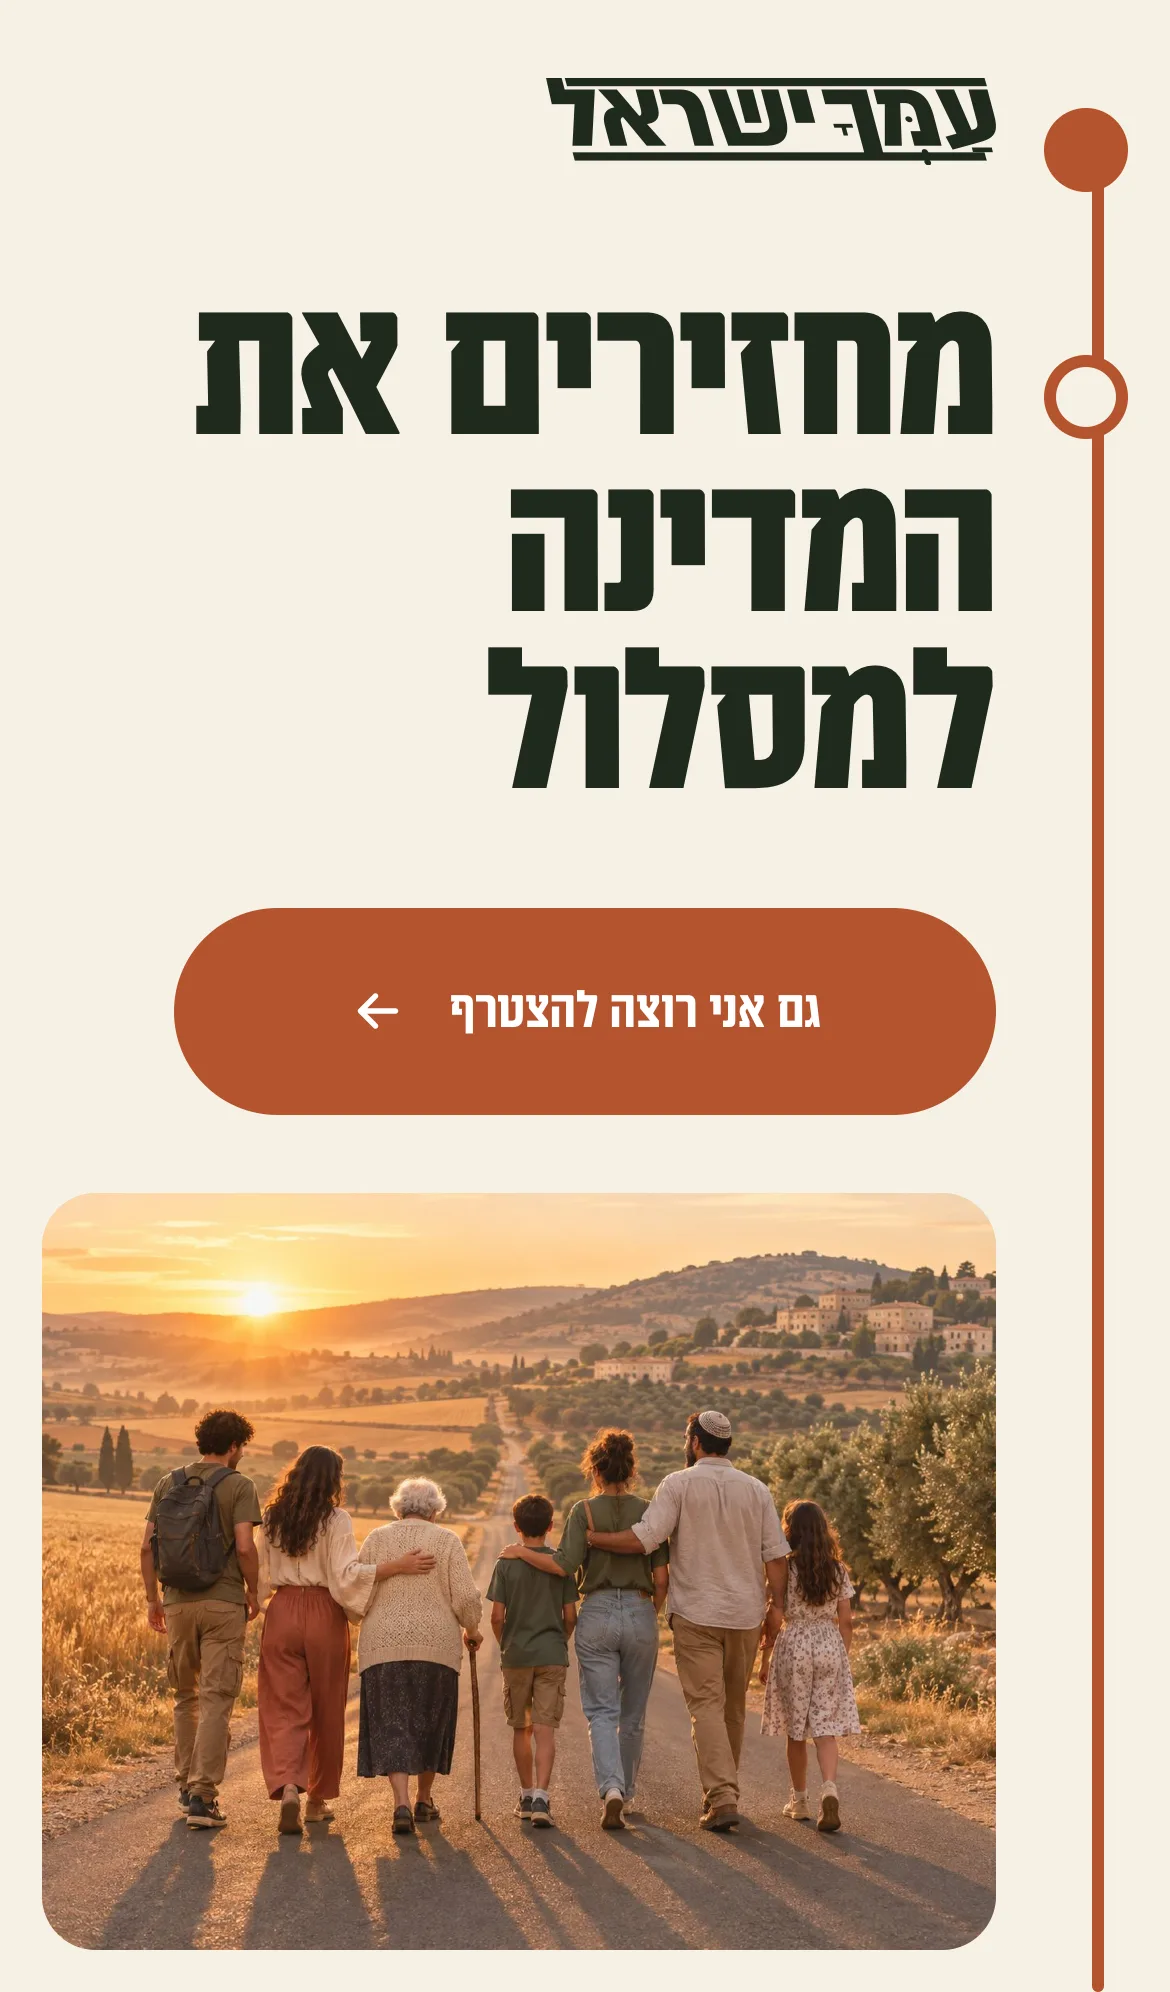 עַמְּךָ ישראל
מחזירים את
המדינה
למסלול
גם אני רוצה להצטרף ←